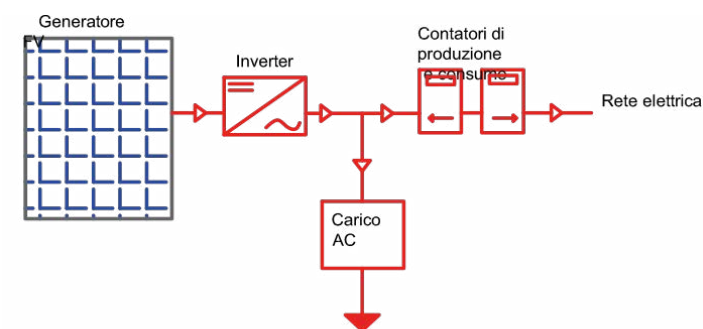 Generatore
FV
Inverter
Contatori di
produzione
e consumo
Rete elettrica
Carico
AC